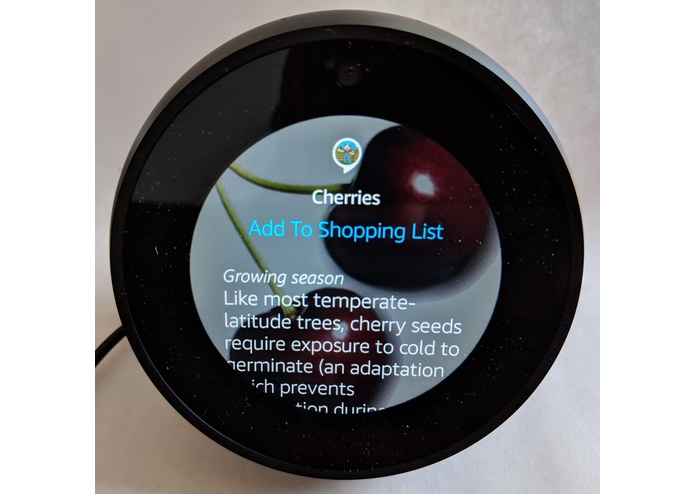 Cherries
Add To Shopping List
Growing season
Like most temperate-
latitude trees, cherry seeds
require exposure to cold to
germinate (an adaptation
prevents